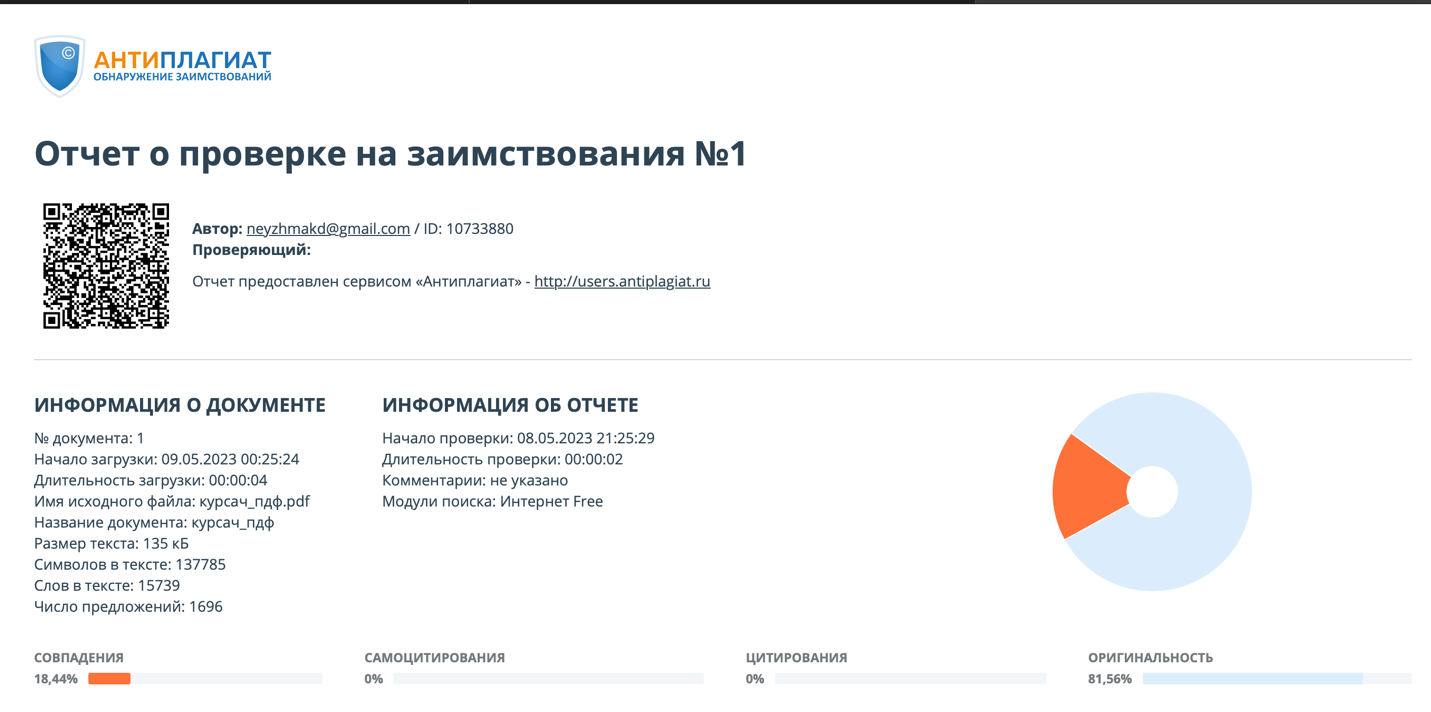 ©
АНТИПЛАГИАТ
ОБНАРУЖЕНИЕ ЗАИМСТВОВАНИЙ
Отчет о проверке на заимствования №1
Автор: neyzhmakd@gmail.com / ID: 10733880
Проверяющий:
Отчет предоставлен сервисом «Антиплагиат» - http://users.antiplagiat.ru
ИНФОРМАЦИЯ О ДОКУМЕНТЕ
№ документа: 1
Начало загрузки: 09.05.2023 00:25:24
Длительность загрузки: 00:00:04
Имя исходного файла: курсач_пдф.pdf
Название документа: курсач_пдф
Размер текста: 135 кБ
Символов в тексте: 137785
Слов в тексте: 15739
Число предложений: 1696
ИНФОРМАЦИЯ ОБ ОТЧЕТЕ
Начало проверки: 08.05.2023 21:25:29
Длительность проверки: 00:00:02
Комментарии: не указано
Модули поиска: Интернет Free
СОВПАДЕНИЯ
18,44%
САМОЦИТИРОВАНИЯ
0%
ЦИТИРОВАНИЯ
0%
ОРИГИНАЛЬНОСТЬ
81,56%